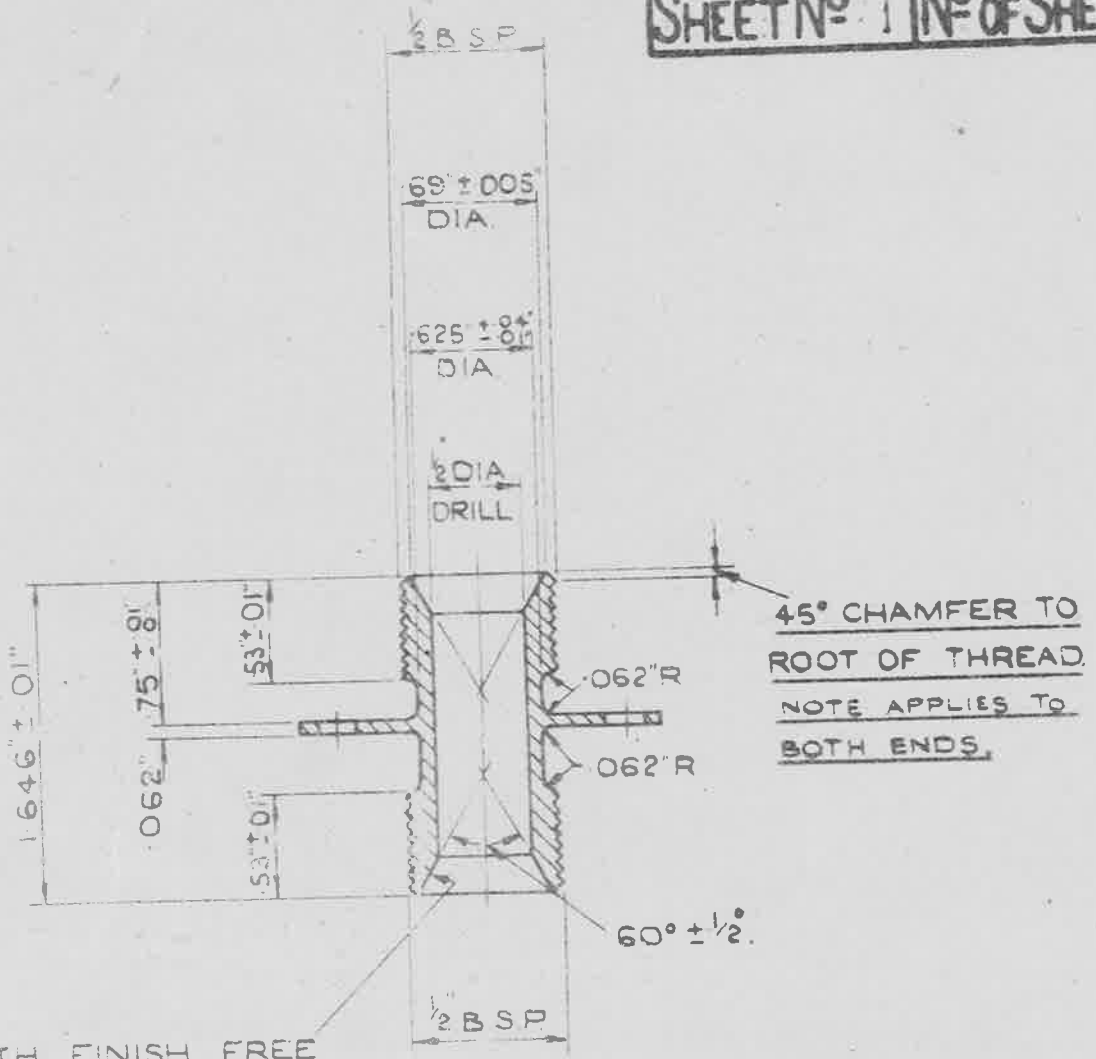 SHEET Nº 1 Nº OF SHE
½ B S P
.69" ± .005"
DIA.
DIA
½" DIA
DRILL
45° CHAMFER TO
ROOT OF THREAD.
NOTE APPLIES TO
BOTH ENDS.
.53" ± .01"
1.646" ± .01"
.062"
.062" R
.062" R
.53" ± .01"
60° ± ½°.
½" B S P
TH FINISH FREE